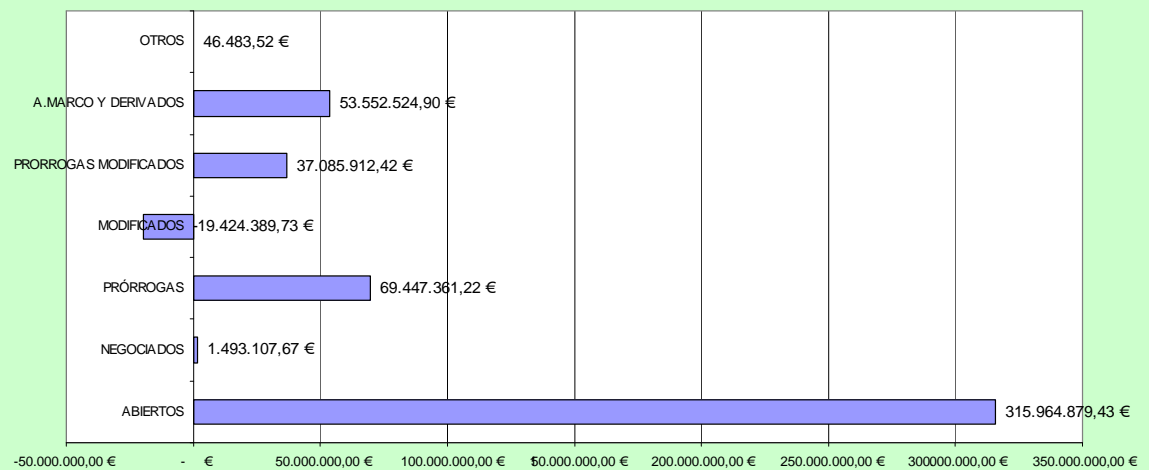 OTROS 46.483,52 €
A.MARCO Y DERIVADOS 53.552.524,90 €
PRORROGAS MODIFICADOS 37.085.912,42 €
MODIFICADOS -19.424.389,73 €
PRÓRROGAS 69.447.361,22 €
NEGOCIADOS 1.493.107,67 €
ABIERTOS 315.964.879,43 €
-50.000.000,00 € - € 50.000.000,00 € 100.000.000,00 € 150.000.000,00 € 200.000.000,00 € 250.000.000,00 € 300000.000,00 € 350.000.000,00 €